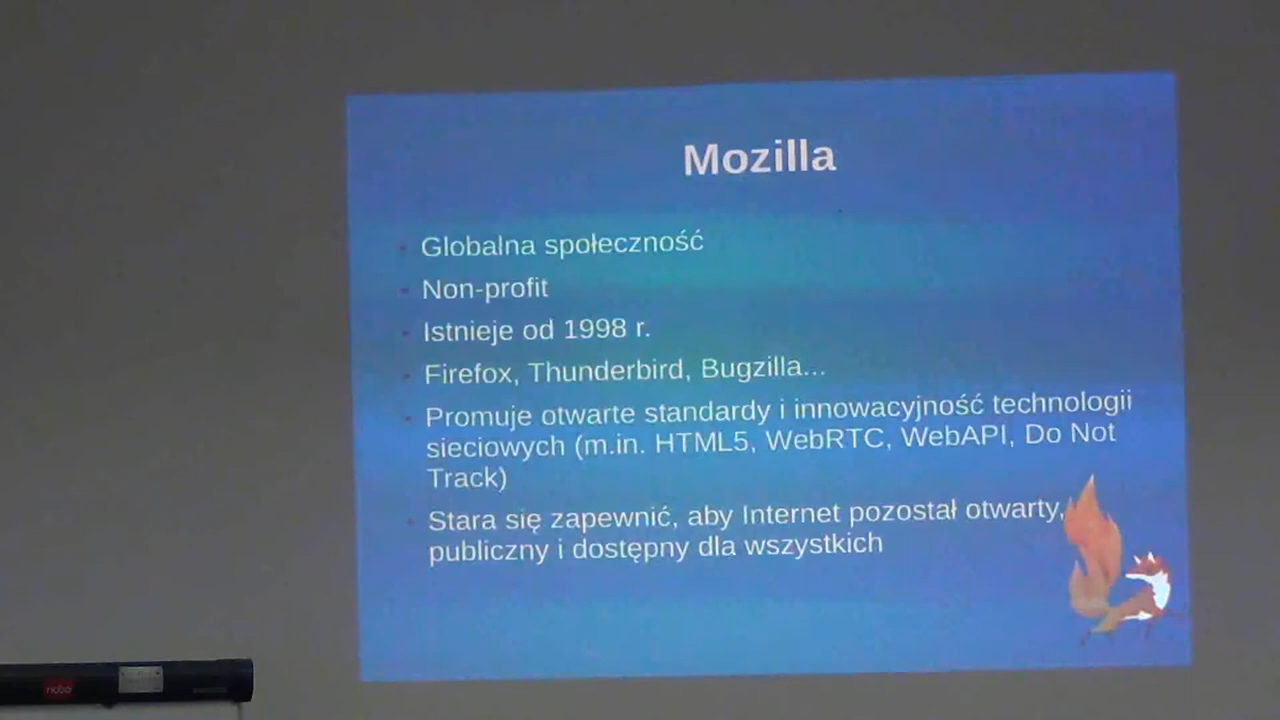 Mozilla
Globalna społeczność
Non-profit
Istnieje od 1998 r.
Firefox, Thunderbird, Bugzilla...
Promuje otwarte standardy i innowacyjność technologii
sieciowych (m.in. HTML5, WebRTC, WebAPI, Do Not
Track)
Stara się zapewnić, aby Internet pozostał otwarty,
publiczny i dostępny dla wszystkich
nobo